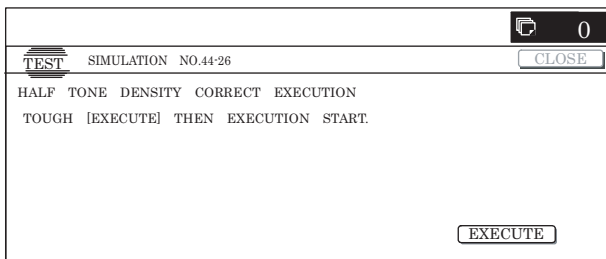 0
TEST SIMULATION NO.44-26 CLOSE
HALF TONE DENSITY CORRECT EXECUTION
TOUGH [EXECUTE] THEN EXECUTION START.
EXECUTE